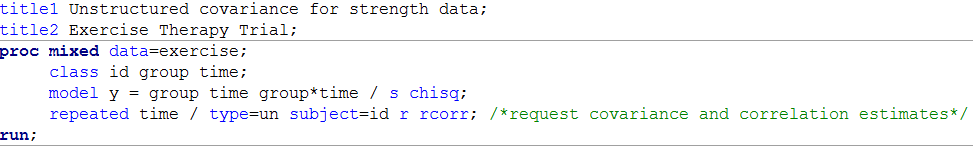 title1 Unstructured covariance for strength data;
title2 Exercise Therapy Trial;
proc mixed data=exercise;
class id group time;
model y = group time group*time / s chisq;
repeated time / type=un subject=id r rcorr; /*request covariance and correlation estimates*/
run;